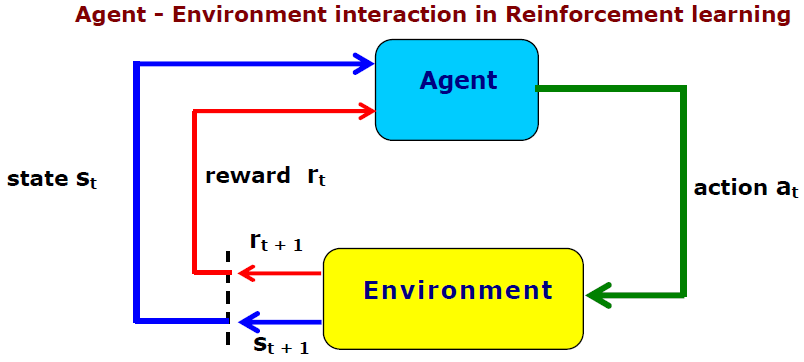 Agent - Environment interaction in Reinforcement learning
Agent
state sₜ
reward rₜ
action aₜ
rₜ ₊ ₁
Environment
sₜ ₊ ₁